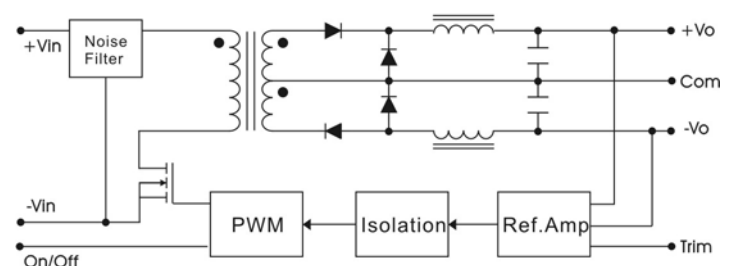 +Vin
Noise
Filter
+Vo
Com
-Vo
-Vin
PWM
Isolation
Ref.Amp
Trim
On/Off